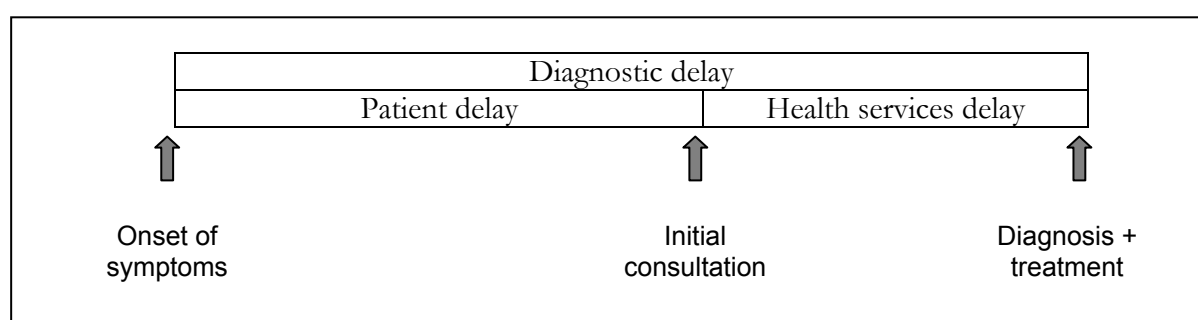 Diagnostic delay
Patient delay
Health services delay
Onset of
symptoms
Initial
consultation
Diagnosis +
treatment